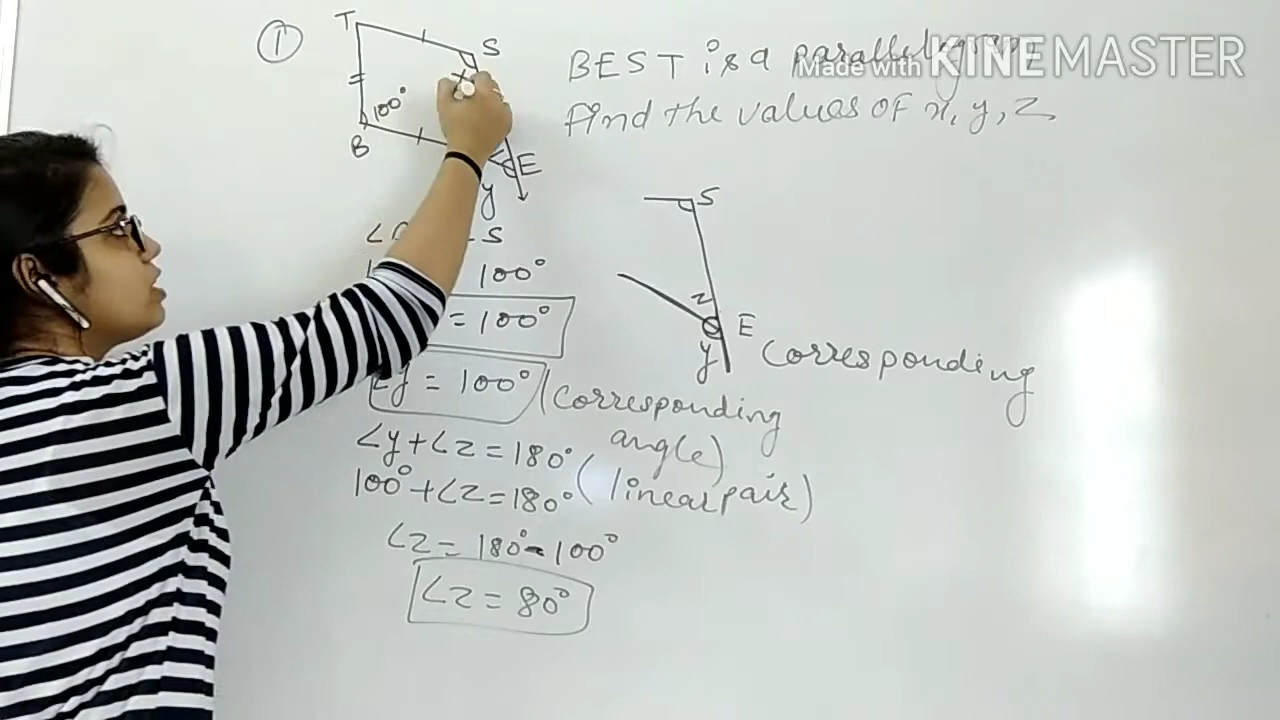 ①
T
S
BEST is a parallelogram
Made with KINEMASTER
Find the values of x, y, z
100°
B
E
y
S
S
100°
z
E
= 100°
y
corresponding
y = 100° (corresponding
angle)
∠y + ∠z = 180°
100° + ∠z = 180° (linear pair)
∠z = 180° - 100°
∠z = 80°